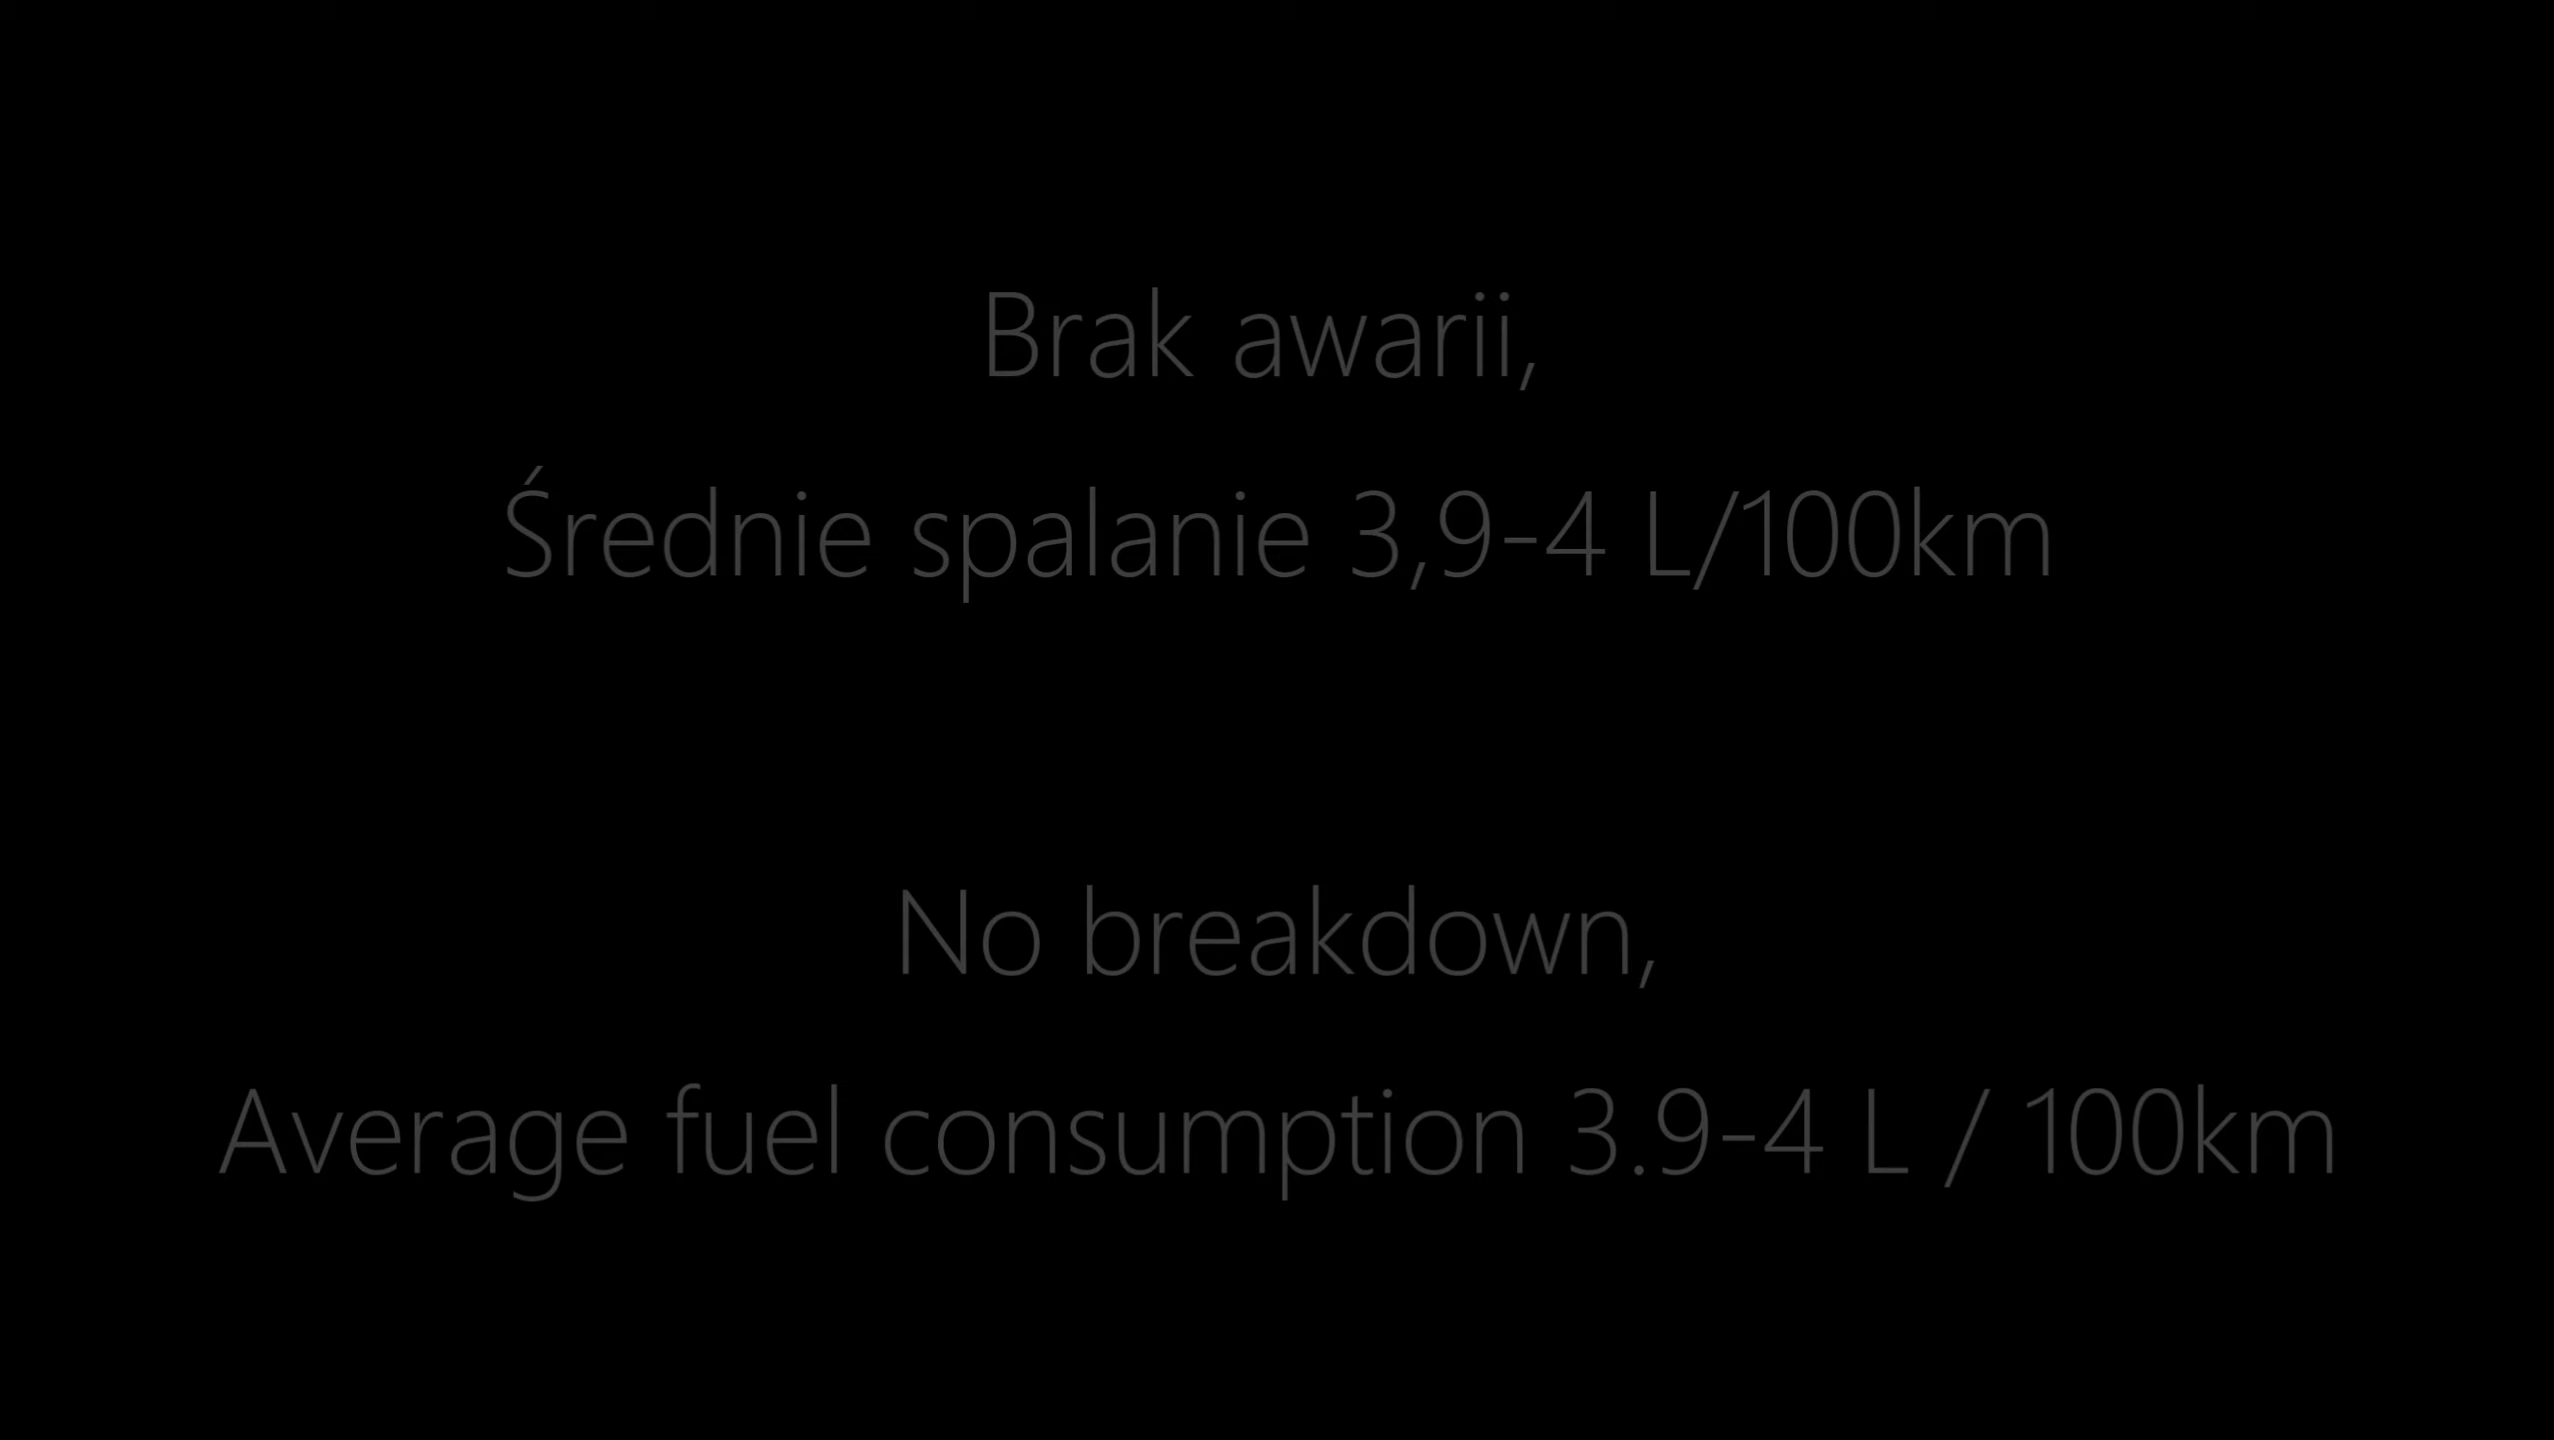 Brak awarii,
Średnie spalanie 3,9-4 L/100km
No breakdown,
Average fuel consumption 3.9-4 L / 100km